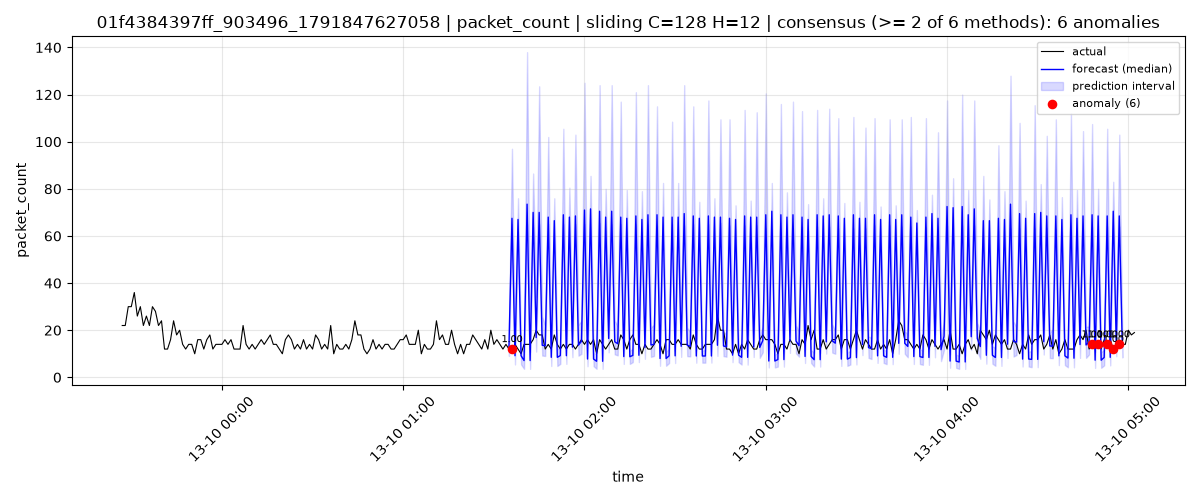 01f4384397ff_903496_1791847627058 | packet_count | sliding C=128 H=12 | consensus (>= 2 of 6 methods): 6 anomalies
packet_count
140
120
100
80
60
40
20
0
actual
forecast (median)
prediction interval
anomaly (6)
1.00
13-10 00:00
13-10 01:00
13-10 02:00
13-10 03:00
13-10 04:00
13-10 05:00
time